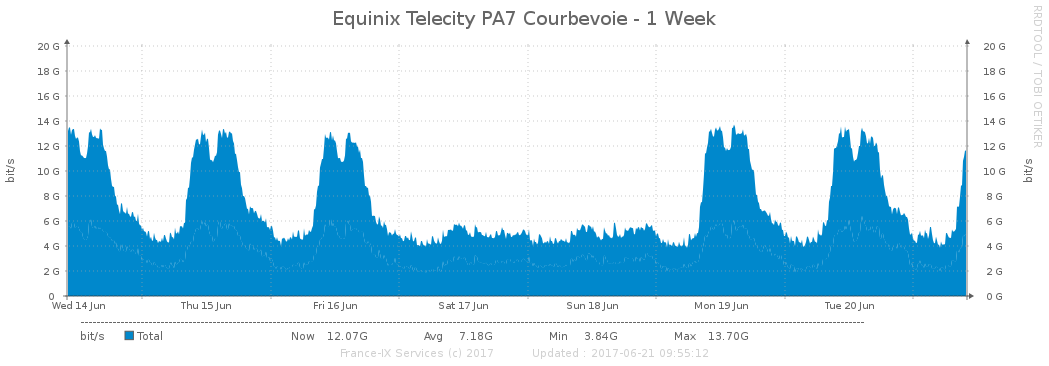 Equinix Telecity PA7 Courbevoie - 1 Week
RRDTOOL / TOBI OETIKER
bit/s
20 G 20 G
18 G 18 G
16 G 16 G
14 G 14 G
12 G 12 G
10 G 10 G
8 G 8 G
6 G 6 G
4 G 4 G
2 G 2 G
0 0 G
bit/s
Wed 14 Jun Thu 15 Jun Fri 16 Jun Sat 17 Jun Sun 18 Jun Mon 19 Jun Tue 20 Jun
bit/s Total Now 12.07G Avg 7.18G Min 3.84G Max 13.70G
France-IX Services (c) 2017 Updated : 2017-06-21 09:55:12